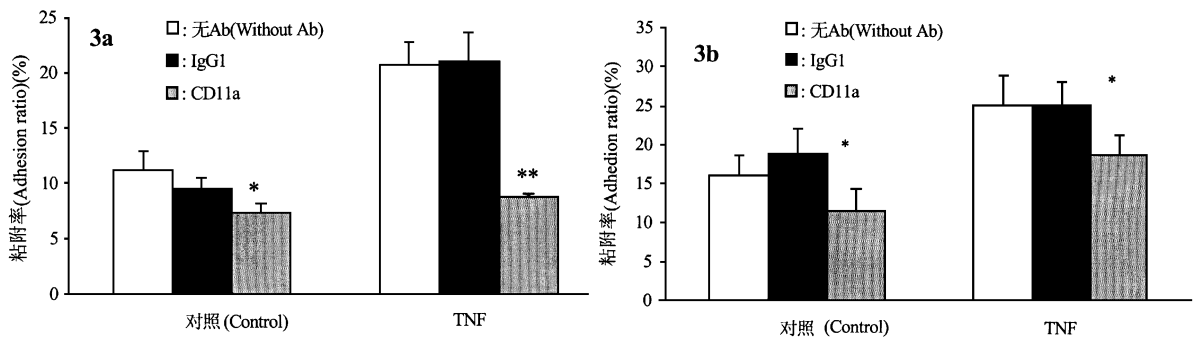 3a
□: 无Ab(Without Ab)
■: IgG1
: CD11a
粘附率(Adhesion ratio)(%)
25
20
15
10
5
0
*
**
对照(Control)
TNF
3b
□: 无Ab(Without Ab)
■: IgG1
: CD11a
粘附率(Adhedion ratio)(%)
35
30
25
20
15
10
5
0
*
*
对照 (Control)
TNF